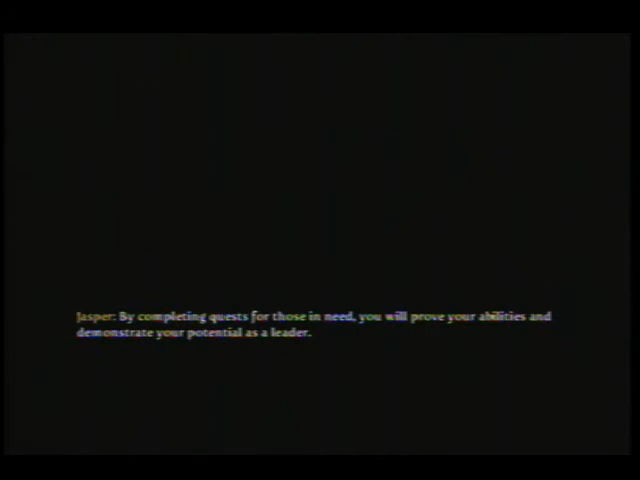 Jasper: By completing quests for those in need, you will prove your abilities and
demonstrate your potential as a leader.